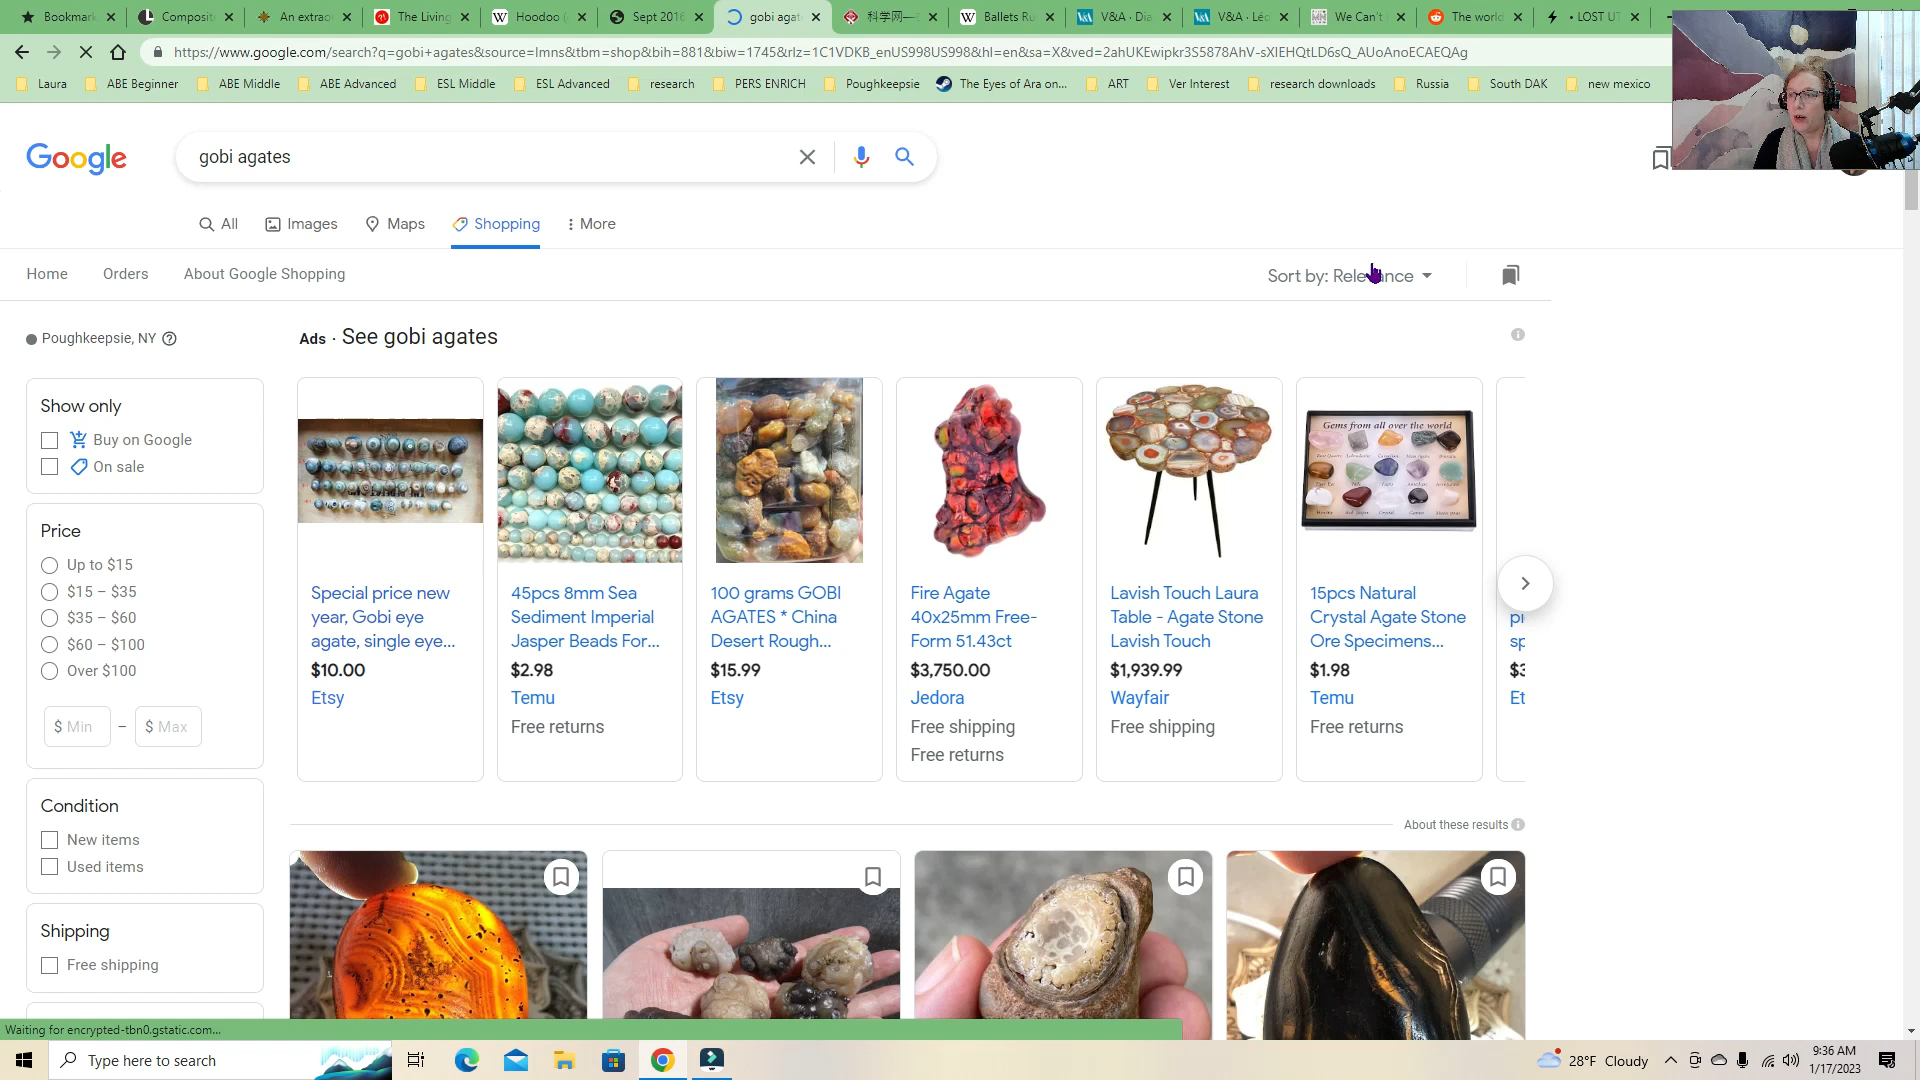 Bookmark
Composit
An extrao
The Living
Hoodoo (
Sept 2016
gobi agat
科学网—
Ballets Ru
V&A · Dia
V&A · Léo
We Can't
The world
• LOST UT
https://www.google.com/search?q=gobi+agates&source=lmns&tbm=shop&bih=881&biw=1745&rlz=1C1VDKB_enUS998US998&hl=en&sa=X&ved=2ahUKEwipkr3S5878AhV-sXIEHQtLD6sQ_AUoAnoECAEQAg
Laura
ABE Beginner
ABE Middle
ABE Advanced
ESL Middle
ESL Advanced
research
PERS ENRICH
Poughkeepsie
The Eyes of Ara on...
ART
Ver Interest
research downloads
Russia
South DAK
new mexico
Google
gobi agates
All
Images
Maps
Shopping
More
Home
Orders
About Google Shopping
Sort by: Relevance
Poughkeepsie, NY
Ads · See gobi agates
Show only
Buy on Google
On sale
Price
Up to $15
$15 – $35
$35 – $60
$60 – $100
Over $100
$ Min – $ Max
Condition
New items
Used items
Shipping
Free shipping
Special price new
year, Gobi eye
agate, single eye...
$10.00
Etsy
45pcs 8mm Sea
Sediment Imperial
Jasper Beads For...
$2.98
Temu
Free returns
100 grams GOBI
AGATES * China
Desert Rough...
$15.99
Etsy
Fire Agate
40x25mm Free-
Form 51.43ct
$3,750.00
Jedora
Free shipping
Free returns
Lavish Touch Laura
Table - Agate Stone
Lavish Touch
$1,939.99
Wayfair
Free shipping
Gems from all over the world
15pcs Natural
Crystal Agate Stone
Ore Specimens...
$1.98
Temu
Free returns
sp
$3
Et
About these results
Waiting for encrypted-tbn0.gstatic.com...
Type here to search
28°F Cloudy
9:36 AM
1/17/2023